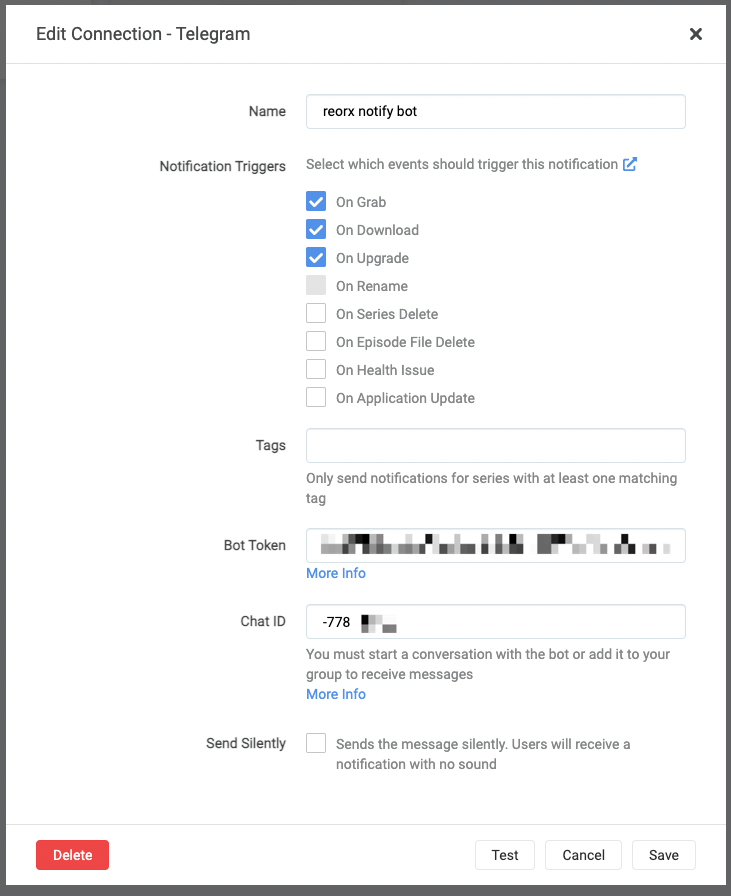 Edit Connection - Telegram
Name
reorx notify bot
Notification Triggers
Select which events should trigger this notification
On Grab
On Download
On Upgrade
On Rename
On Series Delete
On Episode File Delete
On Health Issue
On Application Update
Tags
Only send notifications for series with at least one matching
tag
Bot Token
More Info
Chat ID
-778
You must start a conversation with the bot or add it to your
group to receive messages
More Info
Send Silently
Sends the message silently. Users will receive a
notification with no sound
Delete
Test
Cancel
Save